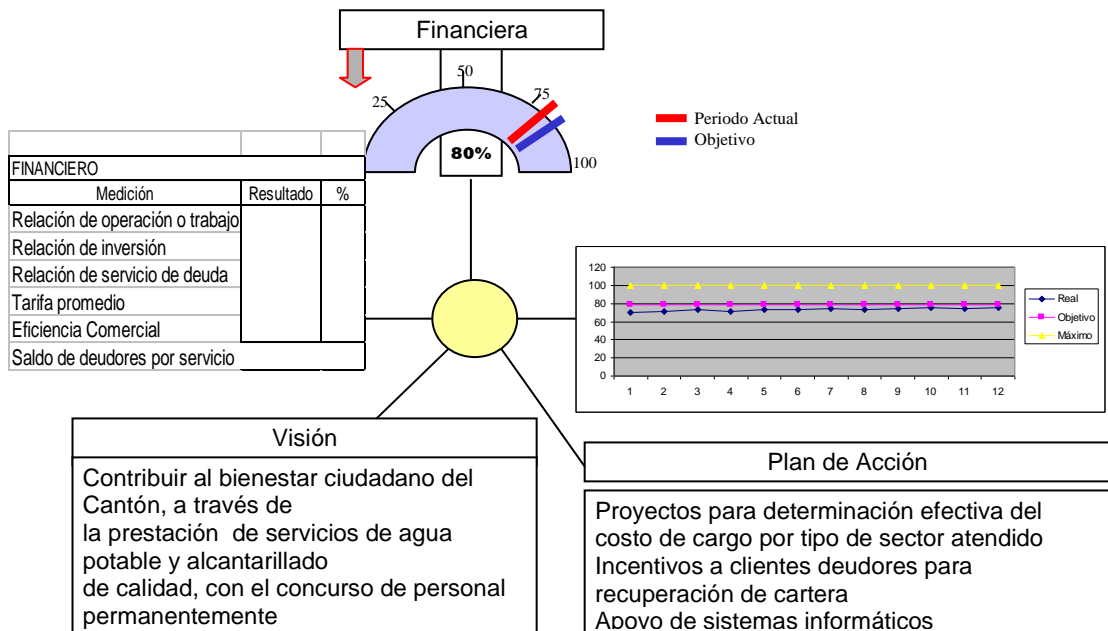 Financiera
50
25
75
100
80%
Periodo Actual
Objetivo
FINANCIERO
Medición Resultado %
Relación de operación o trabajo
Relación de inversión
Relación de servicio de deuda
Tarifa promedio
Eficiencia Comercial
Saldo de deudores por servicio
120
100
80
60
40
20
0
1 2 3 4 5 6 7 8 9 10 11 12
Real
Objetivo
Máximo
Visión
Contribuir al bienestar ciudadano del
Cantón, a través de
la prestación de servicios de agua
potable y alcantarillado
de calidad, con el concurso de personal
permanentemente
Plan de Acción
Proyectos para determinación efectiva del
costo de cargo por tipo de sector atendido
Incentivos a clientes deudores para
recuperación de cartera
Apoyo de sistemas informáticos